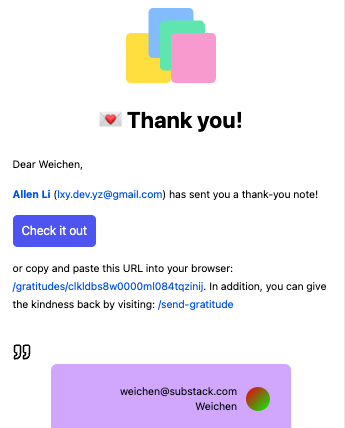 💌 Thank you!
Dear Weichen,
Allen Li (lxy.dev.yz@gmail.com) has sent you a thank-you note!
Check it out
or copy and paste this URL into your browser:
/gratitudes/clkldbs8w0000ml084tqzinij. In addition, you can give
the kindness back by visiting: /send-gratitude
weichen@substack.com
Weichen